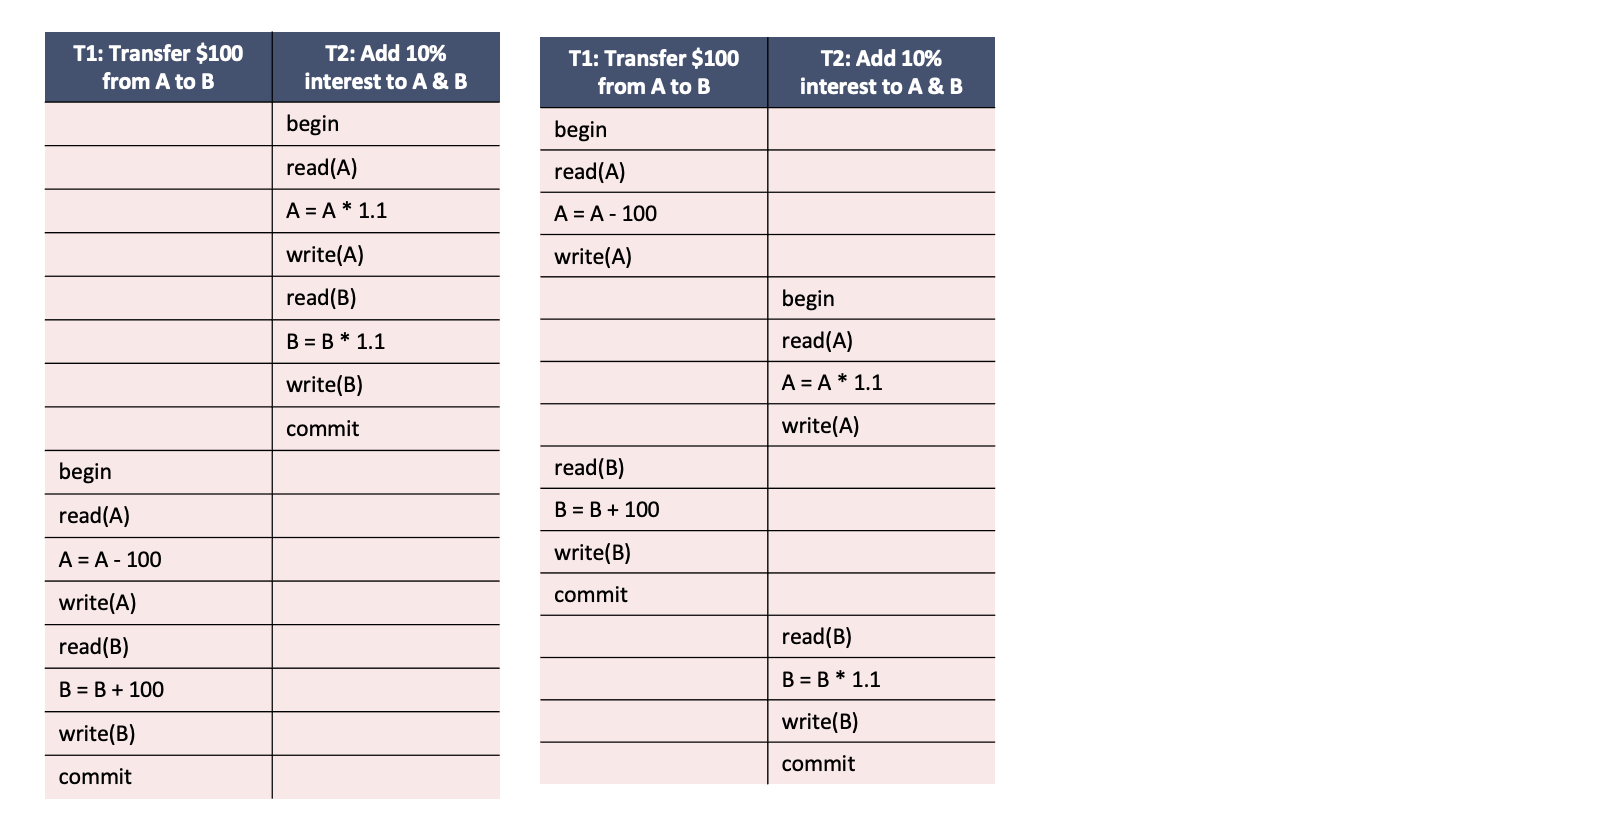 T1: Transfer $100
from A to B
T2: Add 10%
interest to A & B
begin
read(A)
A = A * 1.1
write(A)
read(B)
B = B * 1.1
write(B)
commit
begin
read(A)
A = A - 100
write(A)
read(B)
B = B + 100
write(B)
commit
T1: Transfer $100
from A to B
T2: Add 10%
interest to A & B
begin
read(A)
A = A - 100
write(A)
begin
read(A)
A = A * 1.1
write(A)
read(B)
B = B + 100
write(B)
commit
read(B)
B = B * 1.1
write(B)
commit